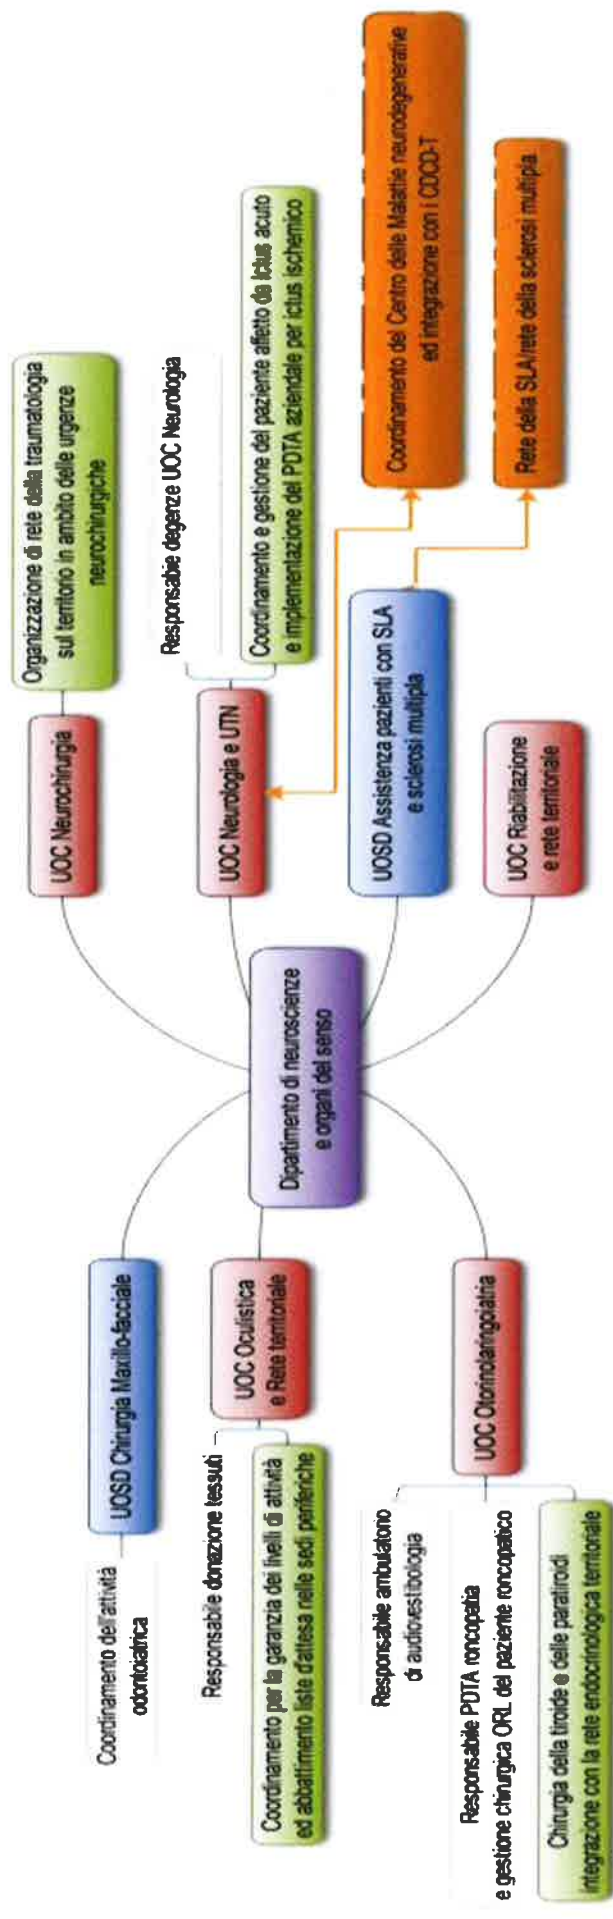 Dipartimento di neuroscienze
e organi del senso
UOSD Chirurgia Maxillo-facciale
Coordinamento dell'attività
odontoiatrica
UOC Oculistica
e Rete territoriale
Responsabile donazione tessuti
Coordinamento per la garanzia dei livelli di attività
ed abbattimento liste d'attesa nelle sedi periferiche
UOC Otorinolaringoiatria
Responsabile ambulatorio
di audiovestibologia
Responsabile PDTA roncopatia
e gestione chirurgica ORL del paziente roncopatico
Chirurgia della tiroide e delle paratiroidi
integrazione con la rete endocrinologica territoriale
UOC Neurochirurgia
Organizzazione di rete della traumatologia
sul territorio in ambito delle urgenze
neurochirurgiche
UOC Neurologia e UTN
Responsabie degenze UOC Neurologia
Coordinamento e gestione del paziente affetto da ictus acuto
e implementazione del PDTA aziendale per ictus ischemico
Coordinamento del Centro delle Malattie neurodegenerative
ed integrazione con i CDCD-T
UOSD Assistenza pazienti con SLA
e sclerosi multipla
Rete della SLA/rete della sclerosi multipla
UOC Riabilitazione
e rete territoriale